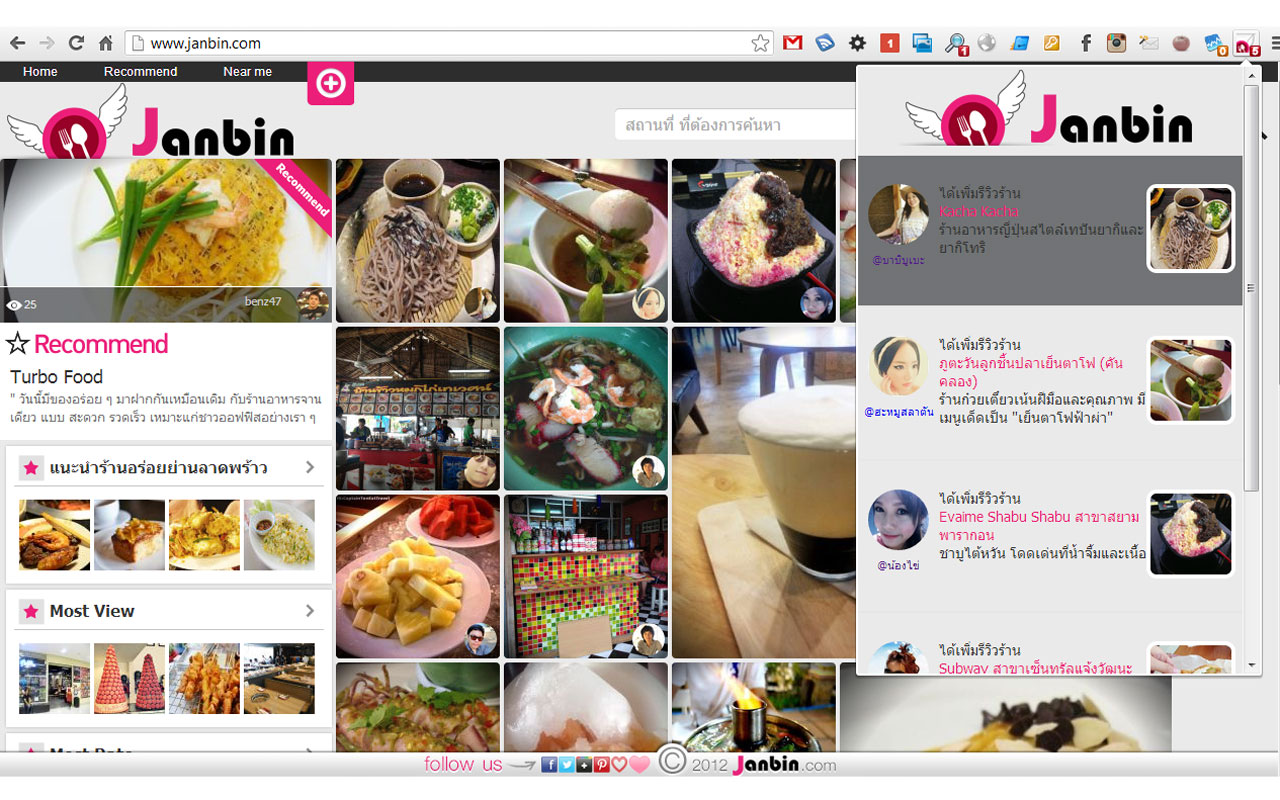 www.janbin.com
1
1
0
5
Home
Recommend
Near me
Janbin
สถานที่ ที่ต้องการค้นหา
Recommend
25
benz47
Recommend
Turbo Food
" วันนี้มีของอร่อย ๆ มาฝากกันเหมือนเดิม กับร้านอาหารจาน
เดียว แบบ สะดวก รวดเร็ว เหมาะแก่ชาวออฟฟิสอย่างเรา ๆ
แนะนำร้านอร่อยย่านลาดพร้าว
Most View
Most Rate
Janbin
ได้เพิ่มรีวิวร้าน
Kacha Kacha
ร้านอาหารญี่ปุ่นสไตล์เทปันยากิและ
ยากิโทริ
ได้เพิ่มรีวิวร้าน
ภูตะวันลูกชิ้นปลาเย็นตาโฟ (คัน
คลอง)
ร้านก๋วยเตี๋ยวเน้นฝีมือและคุณภาพ มี
เมนูเด็ดเป็น "เย็นตาโฟฟ้าผ่า"
@ฮะหมูสลาตัน
ได้เพิ่มรีวิวร้าน
Evaime Shabu Shabu สาขาสยาม
พารากอน
ชาบูไต้หวัน โดดเด่นที่น้ำจิ้มและเนื้อ
@น้องไข่
ได้เพิ่มรีวิวร้าน
Subway สาขาเซ็นทรัลแจ้งวัฒนะ
follow us
© 2012 Janbin.com